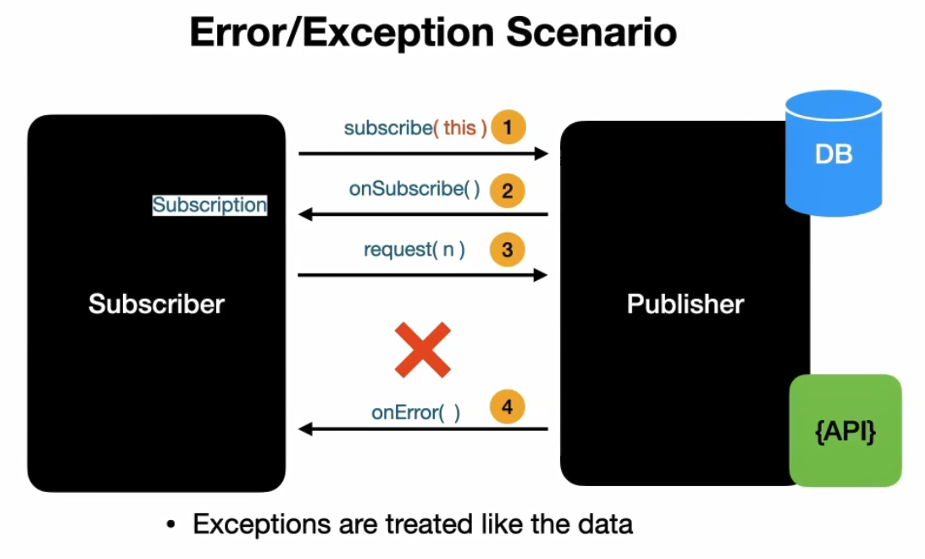 Error/Exception Scenario
subscribe( this ) 1
DB
onSubscribe( ) 2
Subscription
request( n ) 3
Subscriber
Publisher
onError( ) 4
{API}
• Exceptions are treated like the data